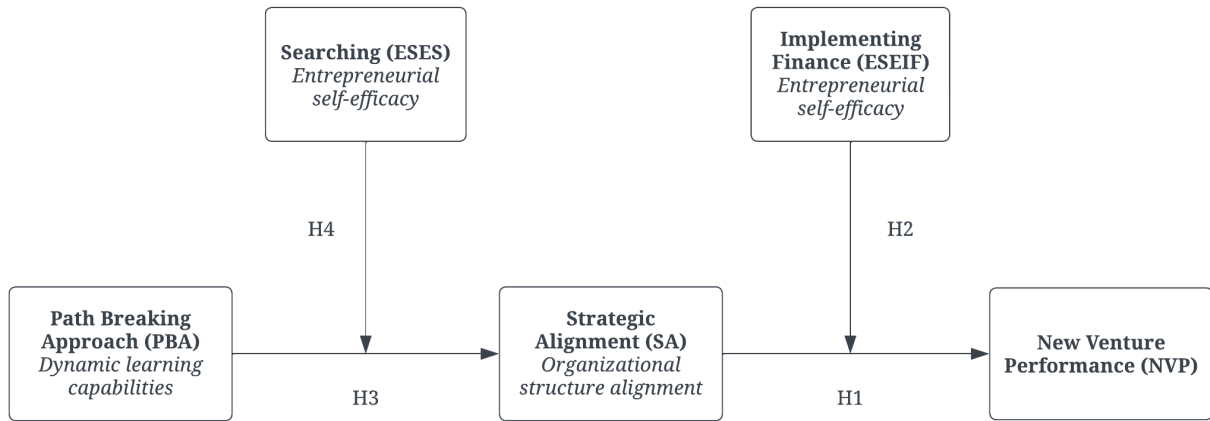 Searching (ESES)
Entrepreneurial
self-efficacy
Implementing
Finance (ESEIF)
Entrepreneurial
self-efficacy
H4
H2
Path Breaking
Approach (PBA)
Dynamic learning
capabilities
H3
Strategic
Alignment (SA)
Organizational
structure alignment
H1
New Venture
Performance (NVP)